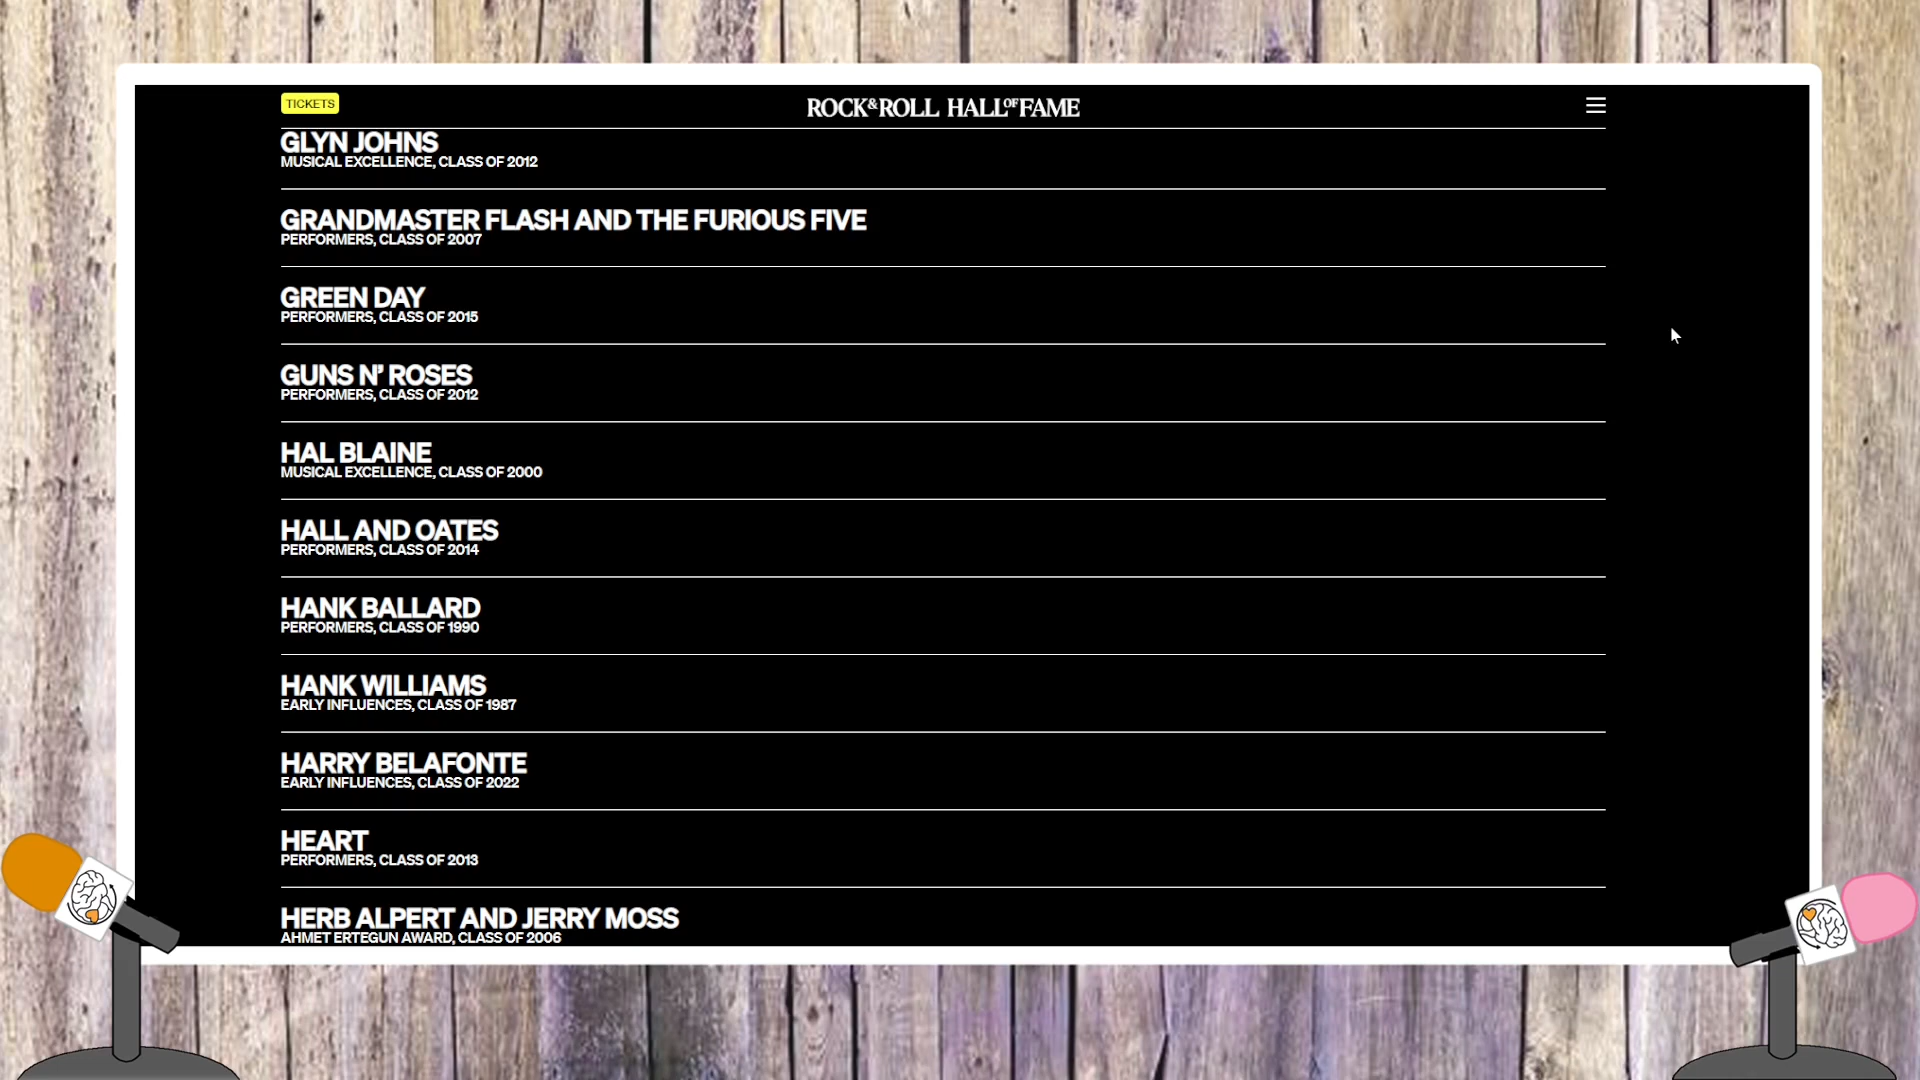 TICKETS
ROCK&ROLL HALL OF FAME
GLYN JOHNS
MUSICAL EXCELLENCE, CLASS OF 2012
GRANDMASTER FLASH AND THE FURIOUS FIVE
PERFORMERS, CLASS OF 2007
GREEN DAY
PERFORMERS, CLASS OF 2015
GUNS N’ ROSES
PERFORMERS, CLASS OF 2012
HAL BLAINE
MUSICAL EXCELLENCE, CLASS OF 2000
HALL AND OATES
PERFORMERS, CLASS OF 2014
HANK BALLARD
PERFORMERS, CLASS OF 1990
HANK WILLIAMS
EARLY INFLUENCES, CLASS OF 1987
HARRY BELAFONTE
EARLY INFLUENCES, CLASS OF 2022
HEART
PERFORMERS, CLASS OF 2013
HERB ALPERT AND JERRY MOSS
AHMET ERTEGUN AWARD, CLASS OF 2006